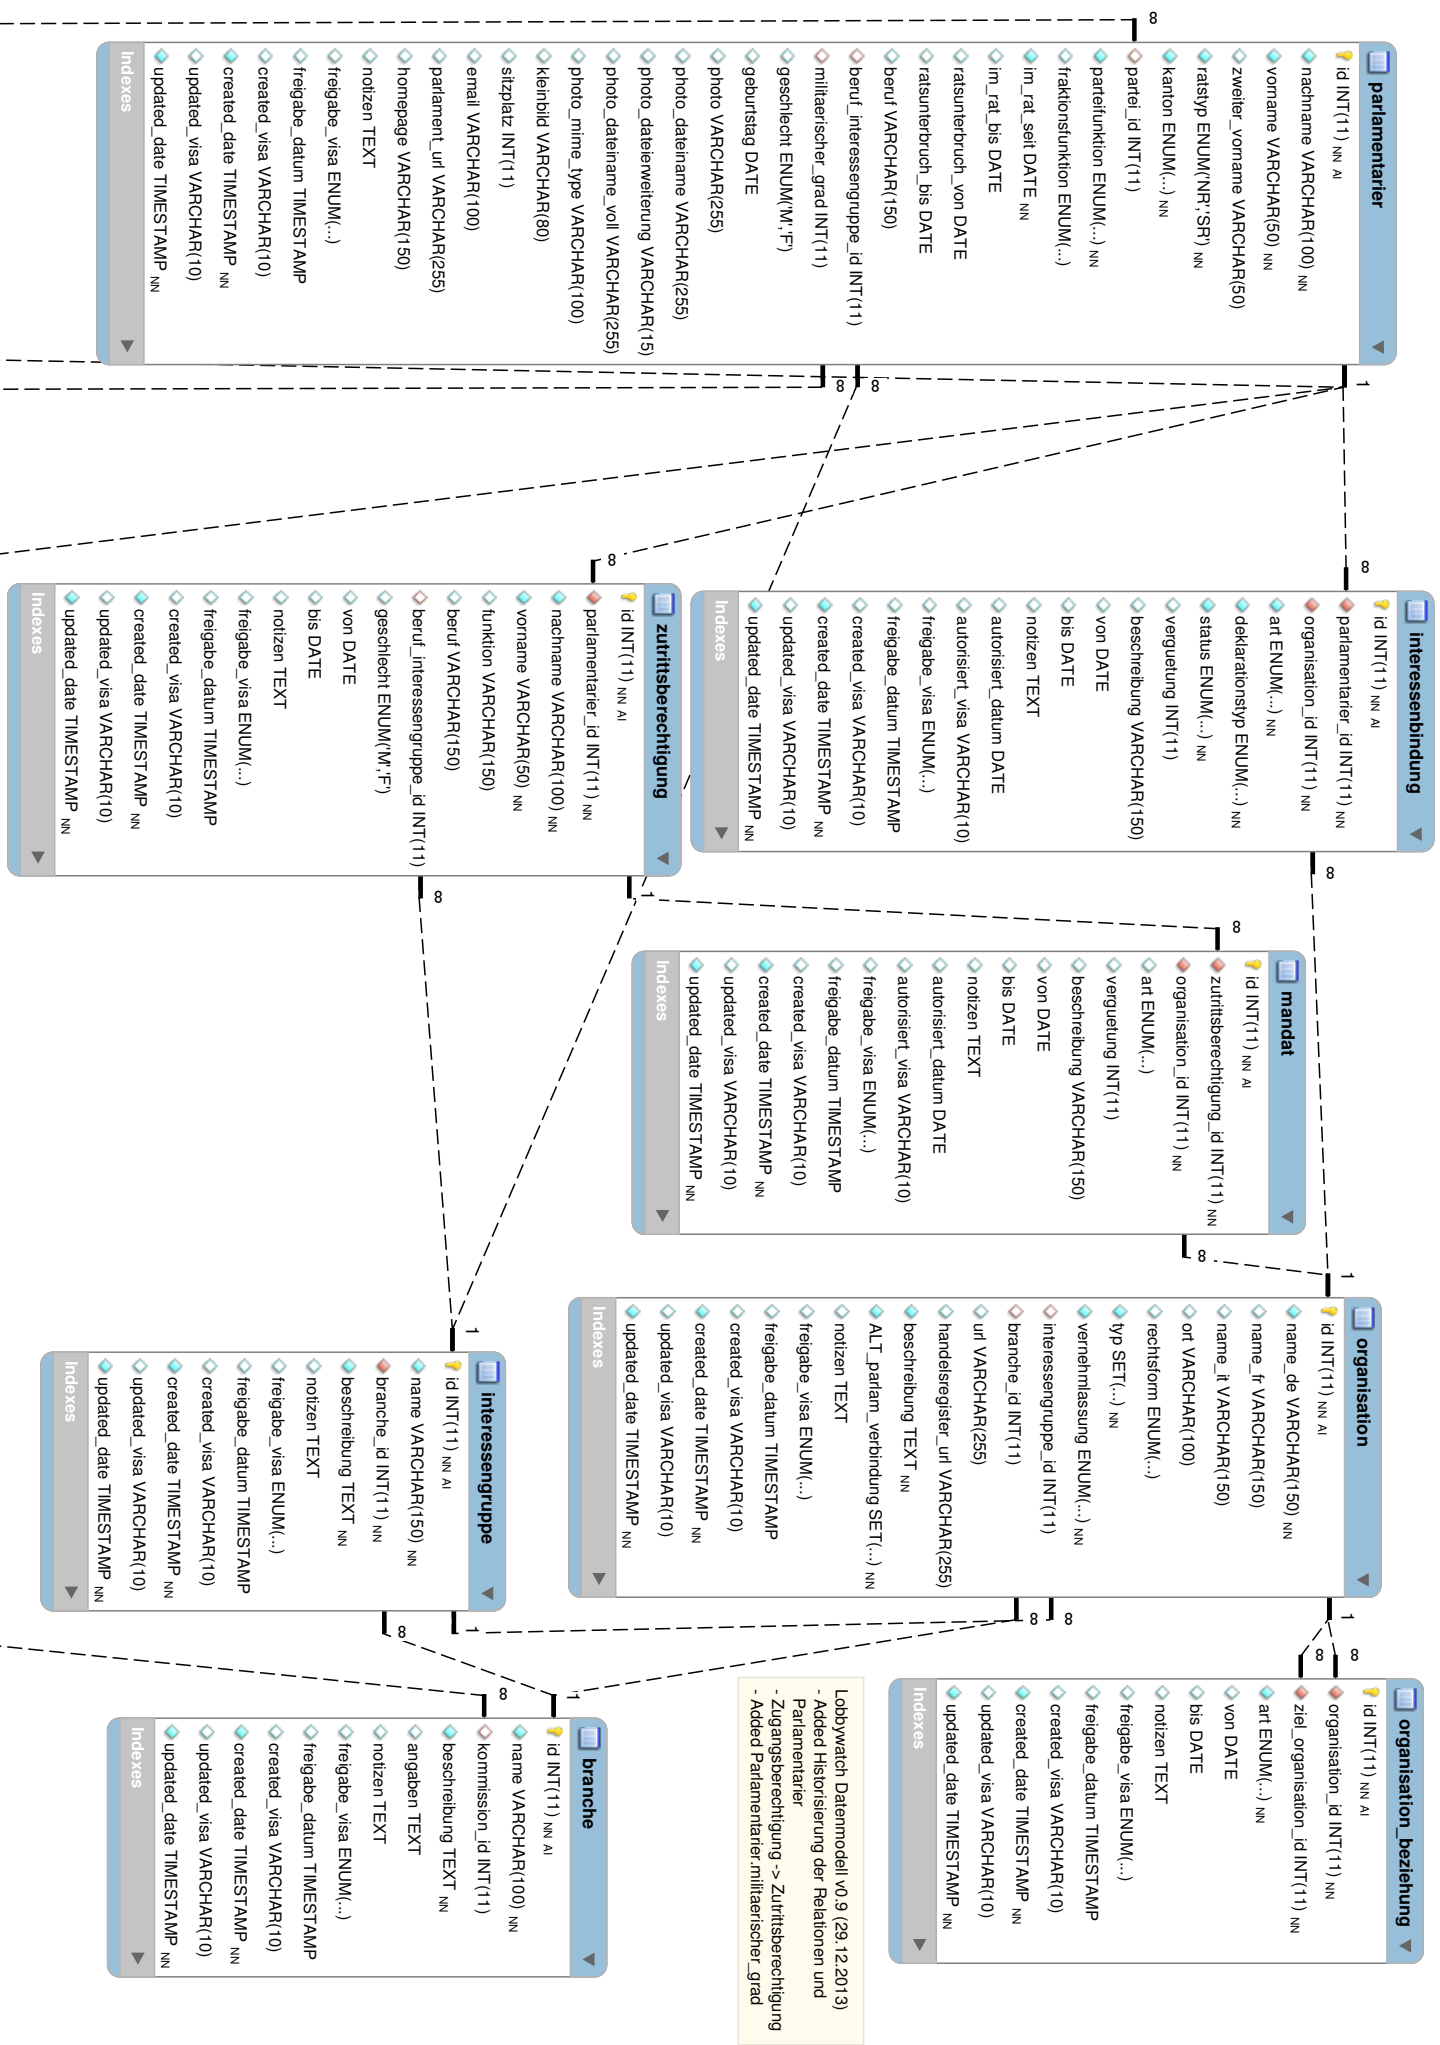 parlamentarier
id INT(11) NN AI
nachname VARCHAR(100) NN
vorname VARCHAR(50) NN
zweiter_vorname VARCHAR(50)
ratstyp ENUM('NR','SR') NN
kanton ENUM(...) NN
partei_id INT(11)
parteifunktion ENUM(...) NN
fraktionsfunktion ENUM(...)
im_rat_seit DATE NN
im_rat_bis DATE
ratsunterbruch_von DATE
ratsunterbruch_bis DATE
beruf VARCHAR(150)
beruf_interessengruppe_id INT(11)
militaerischer_grad INT(11)
geschlecht ENUM('M','F')
geburtstag DATE
photo VARCHAR(255)
photo_dateiname VARCHAR(255)
photo_dateierweiterung VARCHAR(15)
photo_dateiname_voll VARCHAR(255)
photo_mime_type VARCHAR(100)
kleinbild VARCHAR(80)
sitzplatz INT(11)
email VARCHAR(100)
parlament_url VARCHAR(255)
homepage VARCHAR(150)
notizen TEXT
freigabe_visa ENUM(...)
freigabe_datum TIMESTAMP
created_visa VARCHAR(10)
created_date TIMESTAMP NN
updated_visa VARCHAR(10)
updated_date TIMESTAMP NN
Indexes
8
8
8
1
interessenbindung
id INT(11) NN AI
parlamentarier_id INT(11) NN
organisation_id INT(11) NN
art ENUM(...) NN
deklarationstyp ENUM(...) NN
status ENUM(...) NN
verguetung INT(11)
beschreibung VARCHAR(150)
von DATE
bis DATE
notizen TEXT
autorisiert_datum DATE
autorisiert_visa VARCHAR(10)
freigabe_visa ENUM(...)
freigabe_datum TIMESTAMP
created_visa VARCHAR(10)
created_date TIMESTAMP NN
updated_visa VARCHAR(10)
updated_date TIMESTAMP NN
Indexes
8
8
zutrittsberechtigung
id INT(11) NN AI
parlamentarier_id INT(11) NN
nachname VARCHAR(100) NN
vorname VARCHAR(50) NN
funktion VARCHAR(150)
beruf VARCHAR(150)
beruf_interessengruppe_id INT(11)
geschlecht ENUM('M','F')
von DATE
bis DATE
notizen TEXT
freigabe_visa ENUM(...)
freigabe_datum TIMESTAMP
created_visa VARCHAR(10)
created_date TIMESTAMP NN
updated_visa VARCHAR(10)
updated_date TIMESTAMP NN
Indexes
8
1
8
mandat
id INT(11) NN AI
zutrittsberechtigung_id INT(11) NN
organisation_id INT(11) NN
art ENUM(...)
verguetung INT(11)
beschreibung VARCHAR(150)
von DATE
bis DATE
notizen TEXT
autorisiert_datum DATE
autorisiert_visa VARCHAR(10)
freigabe_visa ENUM(...)
freigabe_datum TIMESTAMP
created_visa VARCHAR(10)
created_date TIMESTAMP NN
updated_visa VARCHAR(10)
updated_date TIMESTAMP NN
Indexes
8
8
organisation
id INT(11) NN AI
name_de VARCHAR(150) NN
name_fr VARCHAR(150)
name_it VARCHAR(150)
ort VARCHAR(100)
rechtsform ENUM(...)
typ SET(...) NN
vernehmlassung ENUM(...) NN
interessengruppe_id INT(11)
branche_id INT(11)
url VARCHAR(255)
handelsregister_url VARCHAR(255)
beschreibung TEXT NN
ALT_parlam_verbindung SET(...) NN
notizen TEXT
freigabe_visa ENUM(...)
freigabe_datum TIMESTAMP
created_visa VARCHAR(10)
created_date TIMESTAMP NN
updated_visa VARCHAR(10)
updated_date TIMESTAMP NN
Indexes
1
1
8
8
interessengruppe
id INT(11) NN AI
name VARCHAR(150) NN
branche_id INT(11) NN
beschreibung TEXT NN
notizen TEXT
freigabe_visa ENUM(...)
freigabe_datum TIMESTAMP
created_visa VARCHAR(10)
created_date TIMESTAMP NN
updated_visa VARCHAR(10)
updated_date TIMESTAMP NN
Indexes
1
1
8
organisation_beziehung
id INT(11) NN AI
organisation_id INT(11) NN
ziel_organisation_id INT(11) NN
art ENUM(...) NN
von DATE
bis DATE
notizen TEXT
freigabe_visa ENUM(...)
freigabe_datum TIMESTAMP
created_visa VARCHAR(10)
created_date TIMESTAMP NN
updated_visa VARCHAR(10)
updated_date TIMESTAMP NN
Indexes
8
8
Lobbywatch Datenmodell v0.9 (29.12.2013)
- Added Historisierung der Relationen und
Parlamentarier
- Zugangsberechtigung -> Zutrittsberechtigung
- Added Parlamentarier.militaerischer_grad
branche
id INT(11) NN AI
name VARCHAR(100) NN
kommission_id INT(11)
beschreibung TEXT NN
angaben TEXT
notizen TEXT
freigabe_visa ENUM(...)
freigabe_datum TIMESTAMP
created_visa VARCHAR(10)
created_date TIMESTAMP NN
updated_visa VARCHAR(10)
updated_date TIMESTAMP NN
Indexes
1
8